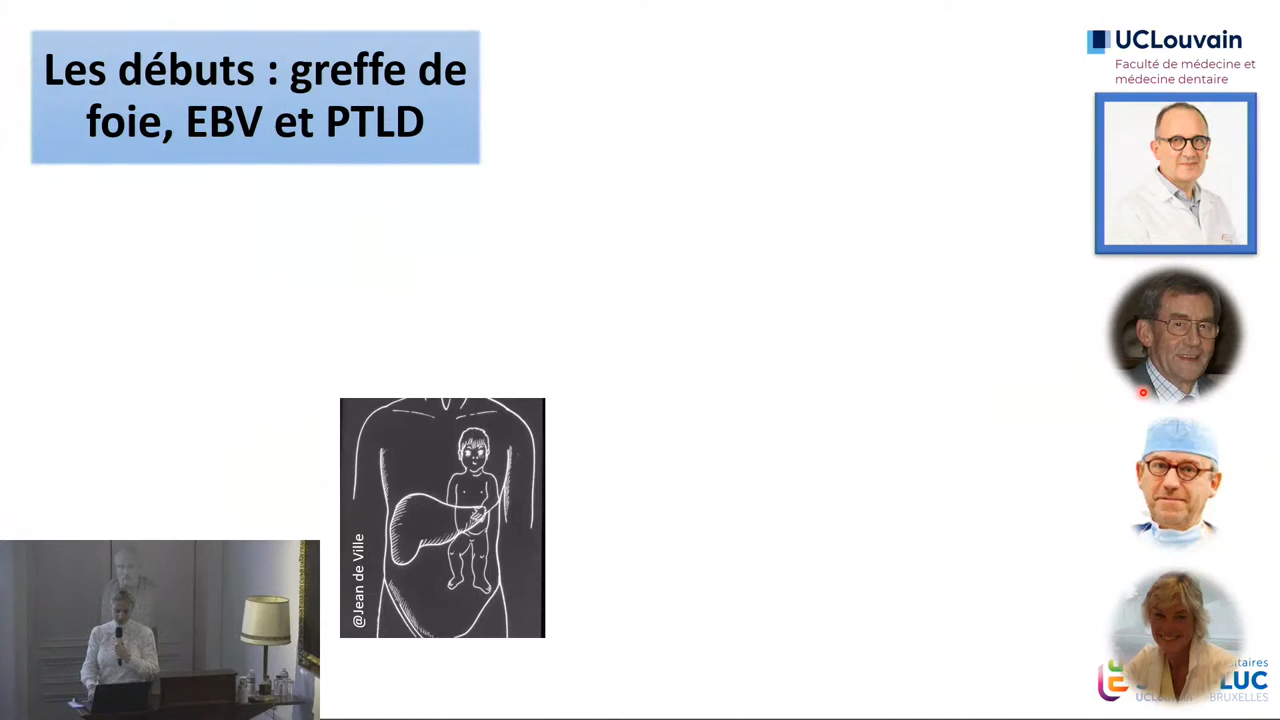 Les débuts : greffe de
foie, EBV et PTLD
UCLouvain
Faculté de médecine et
médecine dentaire
@Jean de Ville
LUC
BRUXELLES